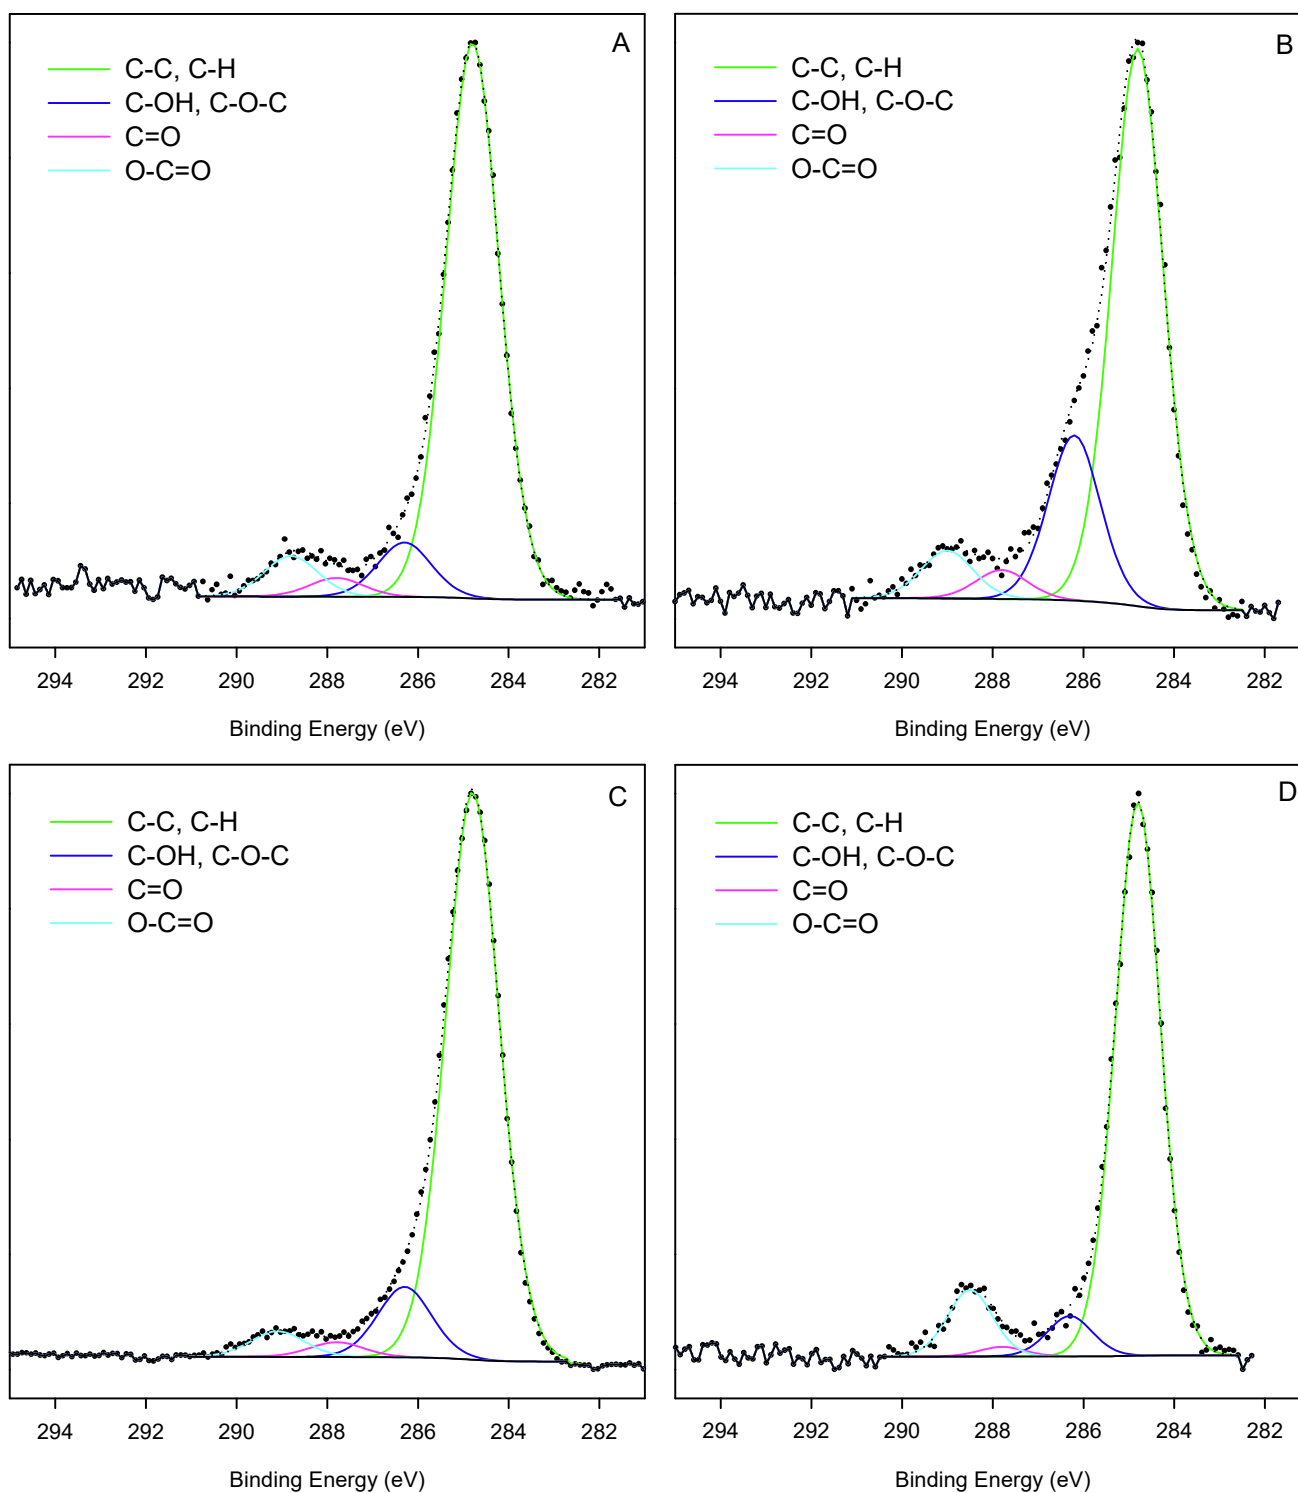 A
C-C, C-H
C-OH, C-O-C
C=O
O-C=O
294 292 290 288 286 284 282
Binding Energy (eV)
B
C-C, C-H
C-OH, C-O-C
C=O
O-C=O
294 292 290 288 286 284 282
Binding Energy (eV)
C
C-C, C-H
C-OH, C-O-C
C=O
O-C=O
294 292 290 288 286 284 282
Binding Energy (eV)
D
C-C, C-H
C-OH, C-O-C
C=O
O-C=O
294 292 290 288 286 284 282
Binding Energy (eV)